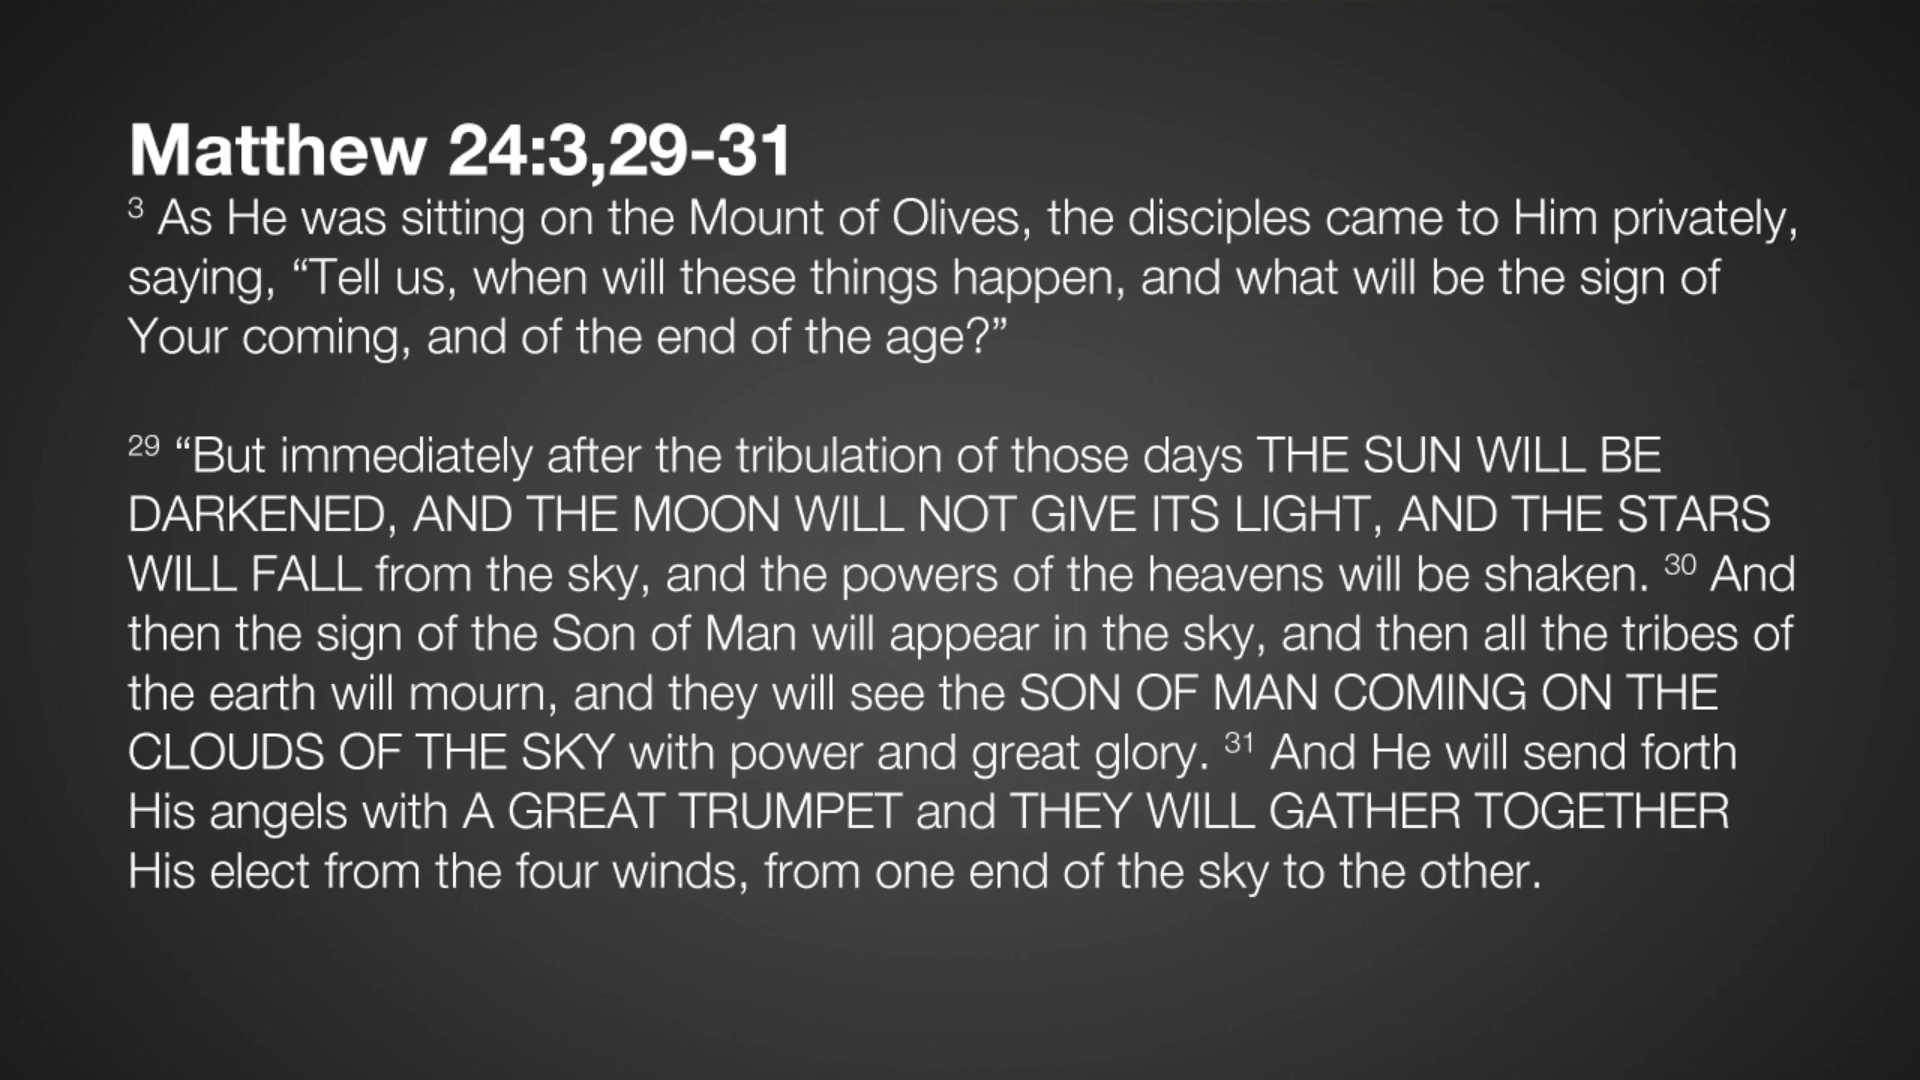 Matthew 24:3,29-31
3 As He was sitting on the Mount of Olives, the disciples came to Him privately,
saying, “Tell us, when will these things happen, and what will be the sign of
Your coming, and of the end of the age?”
29 “But immediately after the tribulation of those days THE SUN WILL BE
DARKENED, AND THE MOON WILL NOT GIVE ITS LIGHT, AND THE STARS
WILL FALL from the sky, and the powers of the heavens will be shaken. 30 And
then the sign of the Son of Man will appear in the sky, and then all the tribes of
the earth will mourn, and they will see the SON OF MAN COMING ON THE
CLOUDS OF THE SKY with power and great glory. 31 And He will send forth
His angels with A GREAT TRUMPET and THEY WILL GATHER TOGETHER
His elect from the four winds, from one end of the sky to the other.